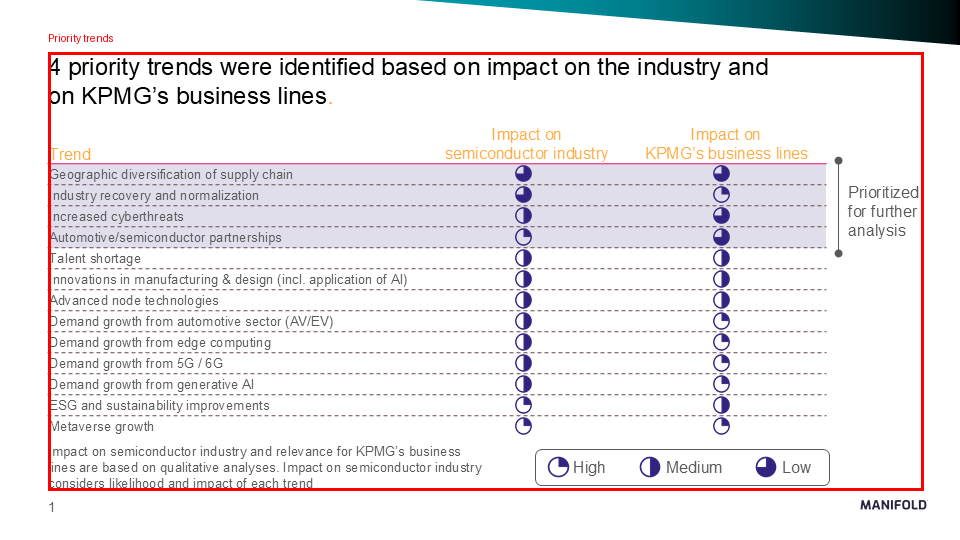 Priority trends
4 priority trends were identified based on impact on the industry and
on KPMG's business lines.
Trend
Impact on
semiconductor industry
Impact on
KPMG's business lines
Geographic diversification of supply chain
Industry recovery and normalization
Increased cyberthreats
Automotive/semiconductor partnerships
Talent shortage
Innovations in manufacturing & design (incl. application of AI)
Advanced node technologies
Demand growth from automotive sector (AV/EV)
Demand growth from edge computing
Demand growth from 5G / 6G
Demand growth from generative AI
ESG and sustainability improvements
Metaverse growth
Prioritized
for further
analysis
Impact on semiconductor industry and relevance for KPMG's business
lines are based on qualitative analyses. Impact on semiconductor industry
considers likelihood and impact of each trend
High
Medium
Low
1
MANIFOLD